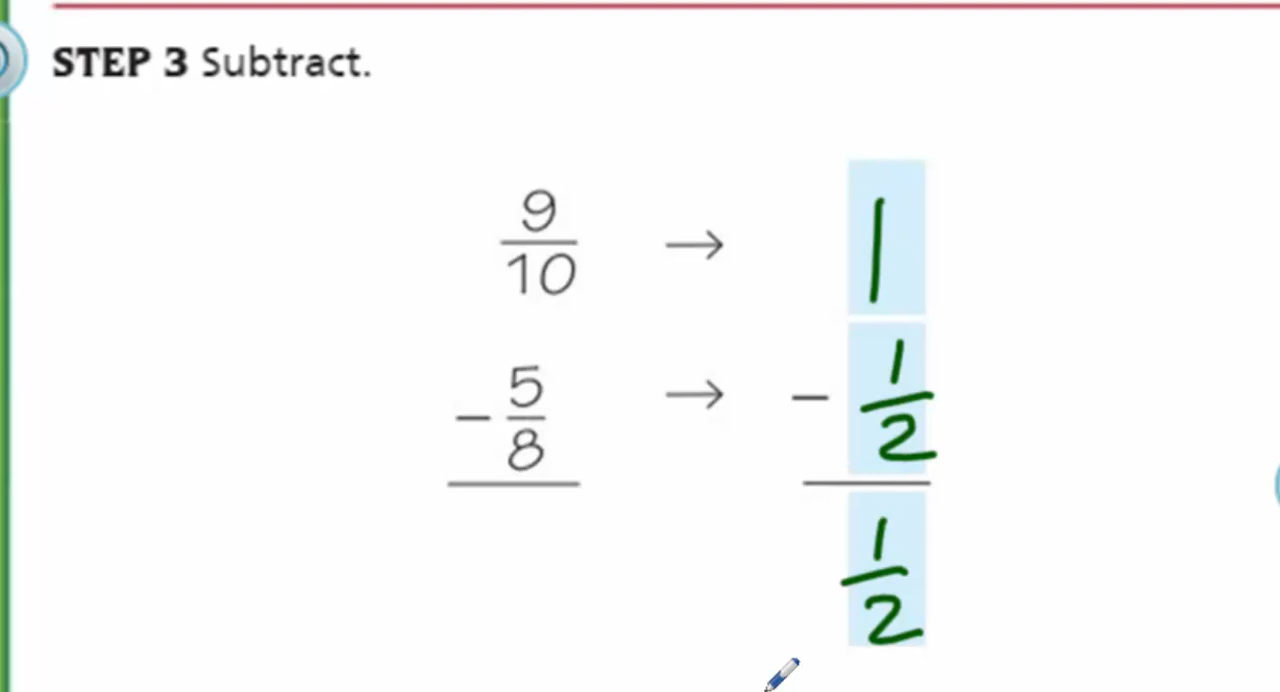 STEP 3 Subtract.
9/10 → 1
- 5/8 → - 1/2
1/2